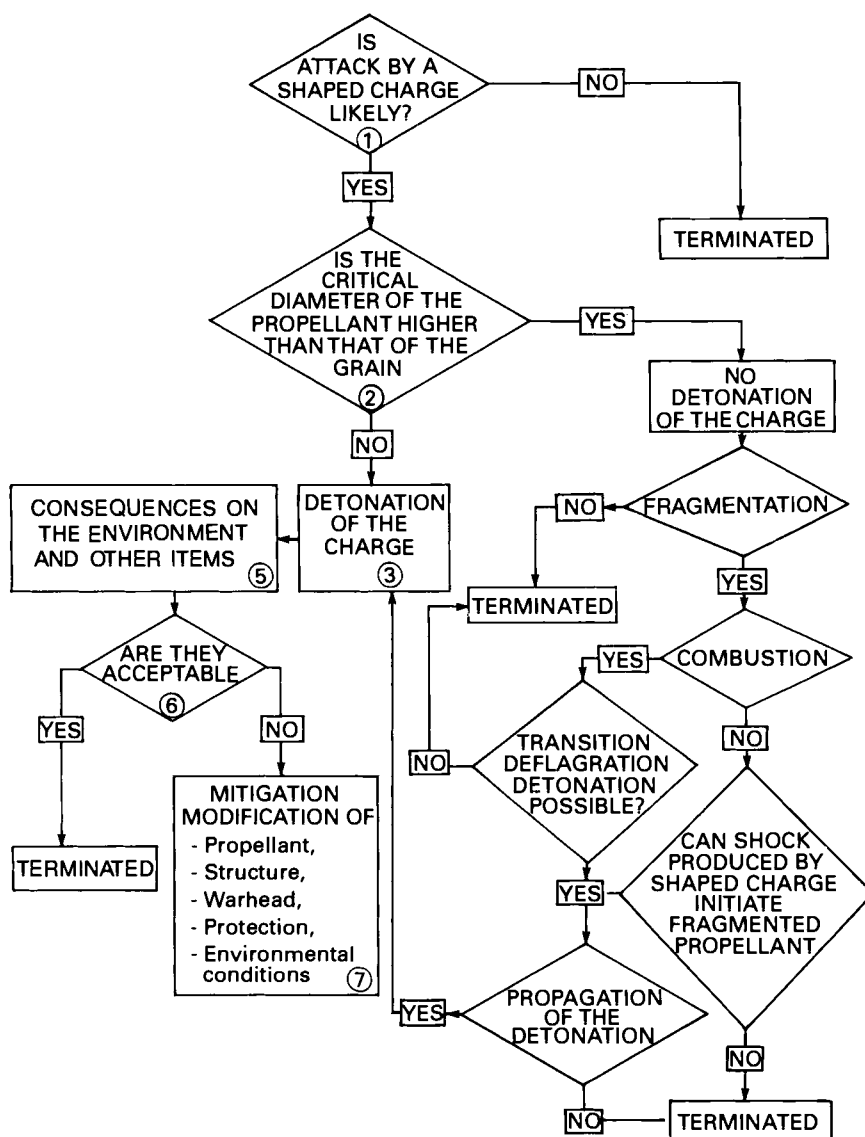 IS
ATTACK BY A
SHAPED CHARGE
LIKELY?
①
NO
TERMINATED
YES
IS THE
CRITICAL
DIAMETER OF THE
PROPELLANT HIGHER
THAN THAT OF THE
GRAIN
②
YES
NO
DETONATION
OF THE CHARGE
NO
DETONATION
OF THE
CHARGE
③
CONSEQUENCES ON
THE ENVIRONMENT
AND OTHER ITEMS
⑤
ARE THEY
ACCEPTABLE
⑥
YES
TERMINATED
NO
MITIGATION
MODIFICATION OF
- Propellant,
- Structure,
- Warhead,
- Protection,
- Environmental
conditions
⑦
FRAGMENTATION
NO
TERMINATED
YES
COMBUSTION
YES
TRANSITION
DEFLAGRATION
DETONATION
POSSIBLE?
NO
YES
NO
CAN SHOCK
PRODUCED BY
SHAPED CHARGE
INITIATE
FRAGMENTED
PROPELLANT
PROPAGATION
OF THE
DETONATION
YES
NO
NO
TERMINATED